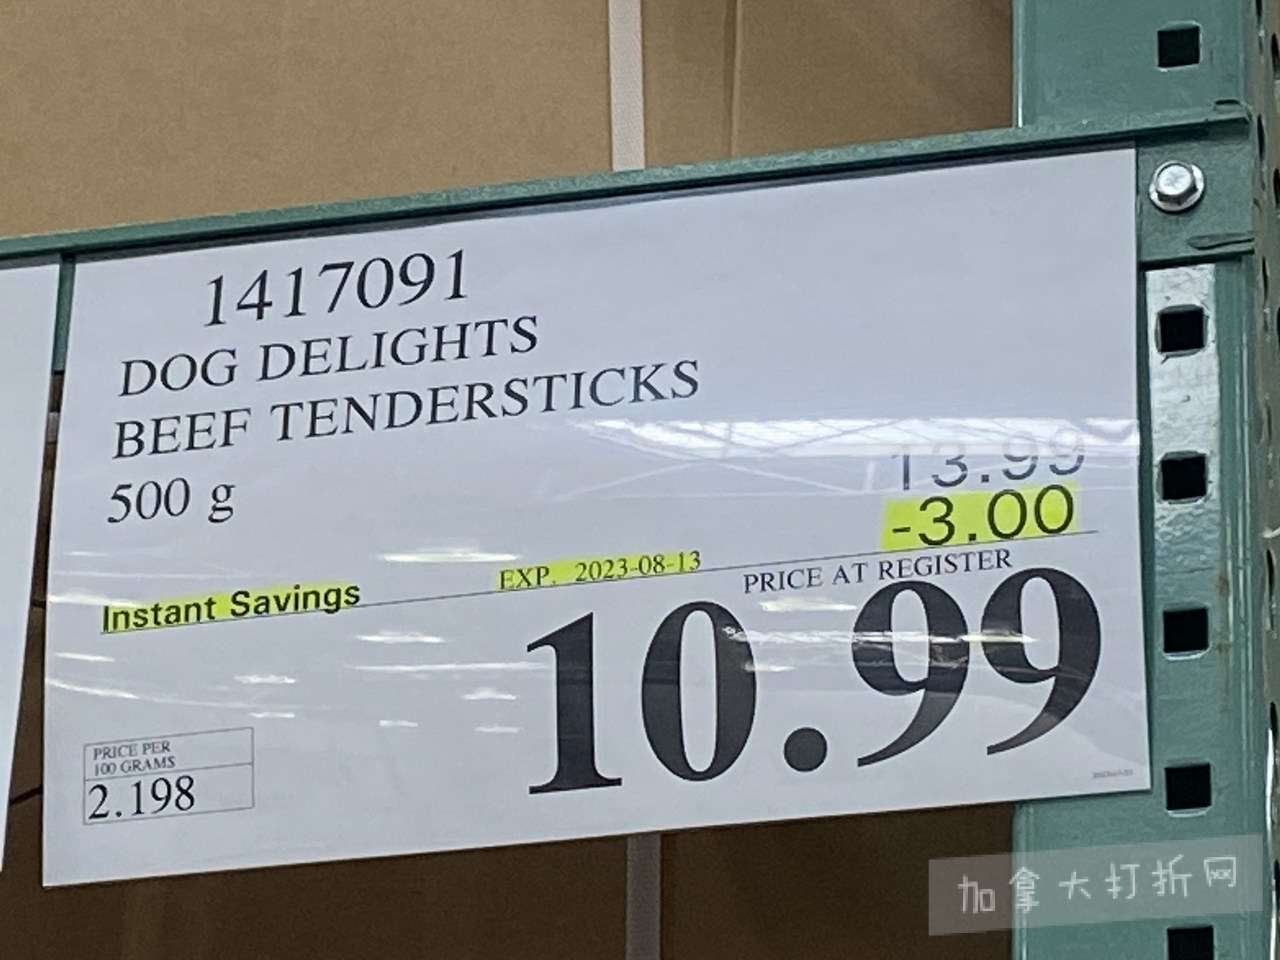 1417091
DOG DELIGHTS
BEEF TENDERSTICKS
500 g
13.99
-3.00
Instant Savings
EXP. 2023-08-13
PRICE AT REGISTER
10.99
PRICE PER
100 GRAMS
2.198
加拿大打折网